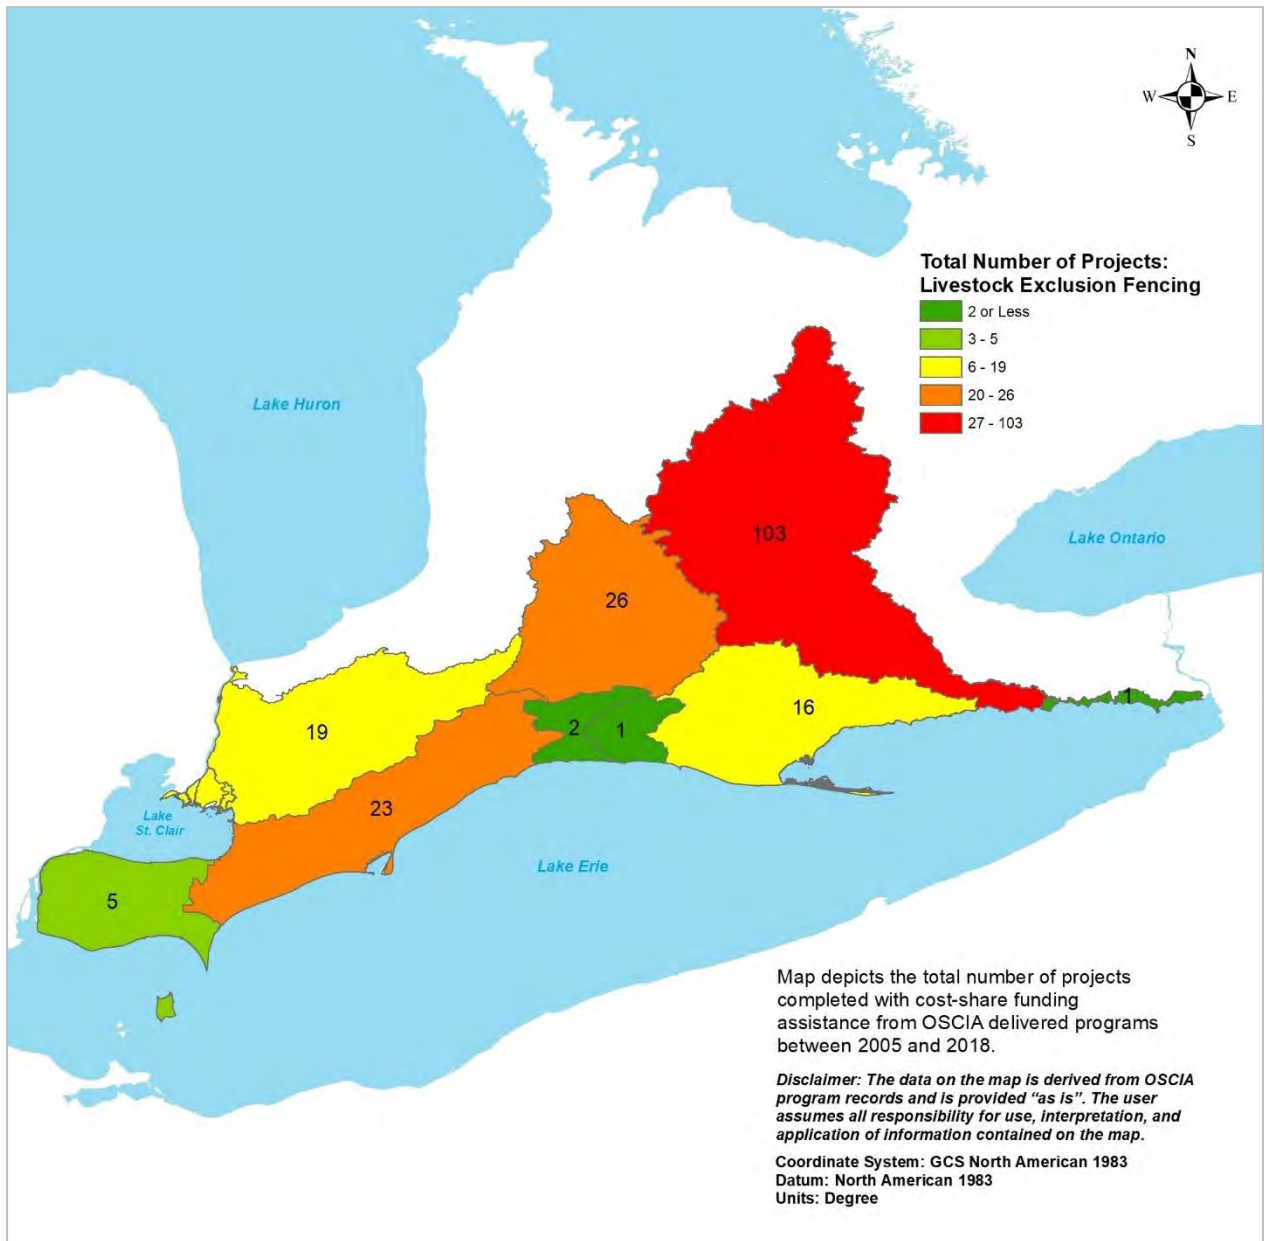 N
W E
S
Total Number of Projects:
Livestock Exclusion Fencing
2 or Less
3 - 5
6 - 19
20 - 26
27 - 103
Lake Huron
Lake Ontario
103
26
1
16
19
2 1
23
Lake
St. Clair
Lake Erie
5
Map depicts the total number of projects
completed with cost-share funding
assistance from OSCIA delivered programs
between 2005 and 2018.
Disclaimer: The data on the map is derived from OSCIA
program records and is provided “as is”. The user
assumes all responsibility for use, interpretation, and
application of information contained on the map.
Coordinate System: GCS North American 1983
Datum: North American 1983
Units: Degree